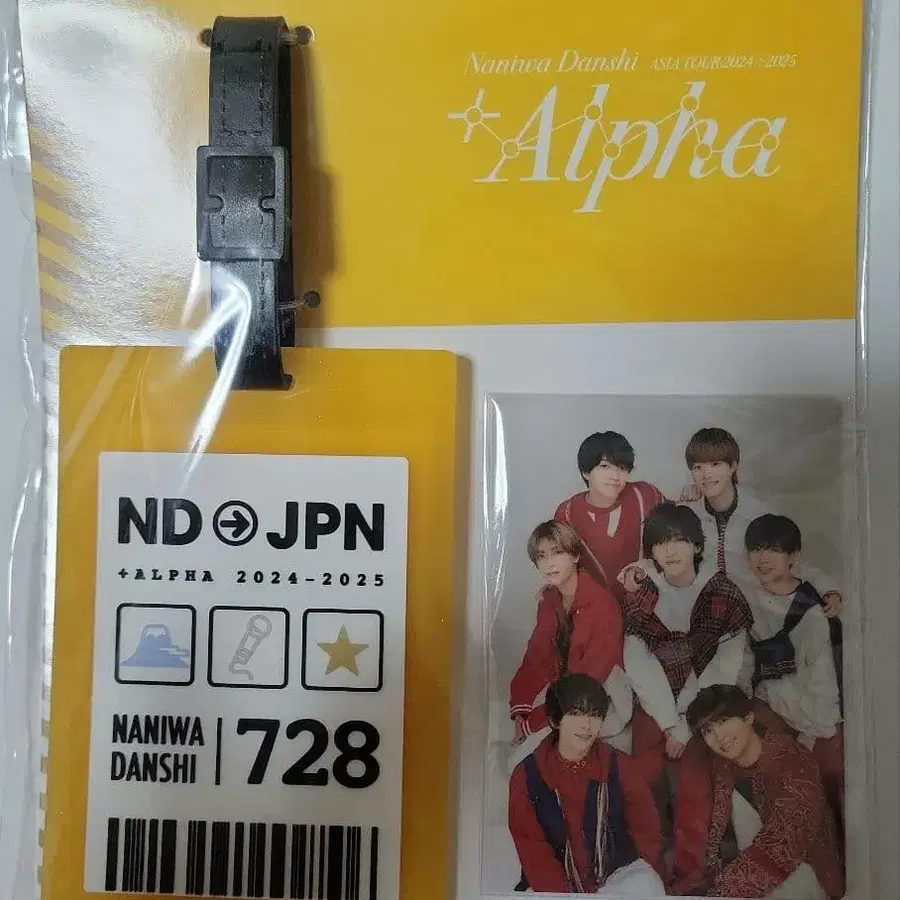 Naniwa Danshi ASIA TOUR 2024-2025
+Alpha
ND→JPN
+ALPHA 2024-2025
NANIWA
DANSHI
728